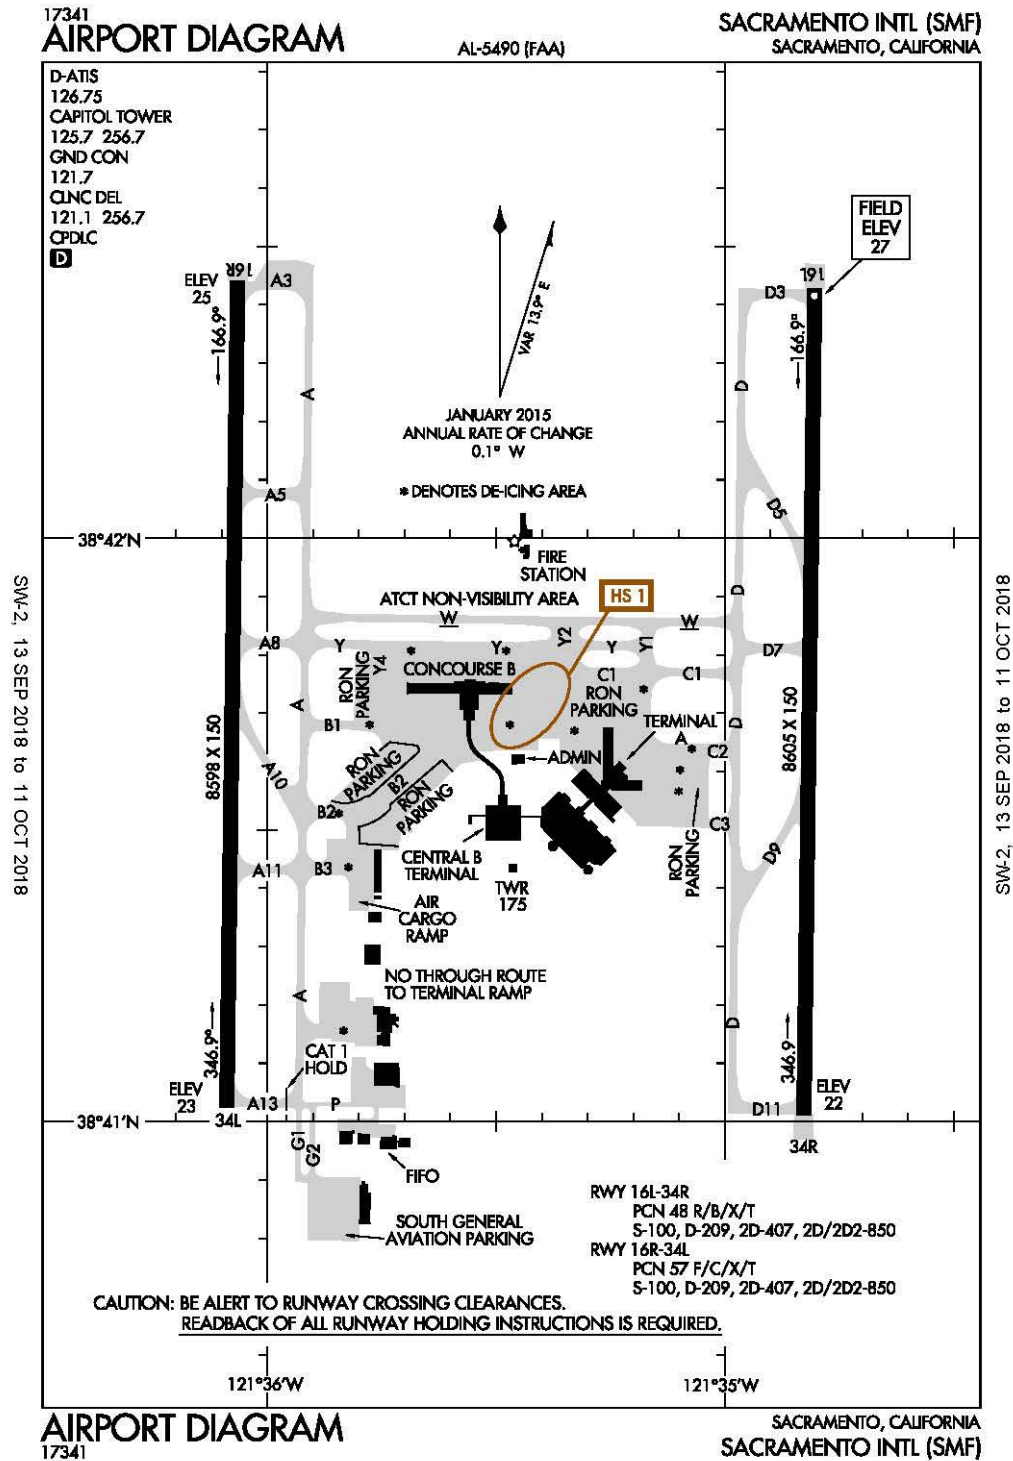 17341
AIRPORT DIAGRAM
AL-5490 (FAA)
SACRAMENTO INTL (SMF)
SACRAMENTO, CALIFORNIA
D-ATIS
126.75
CAPITOL TOWER
125.7 256.7
GND CON
121.7
CLNC DEL
121.1 256.7
CPDLC
D
FIELD
ELEV
27
ELEV
25
16R
A3
166.9°
A
VAR 13.9° E
JANUARY 2015
ANNUAL RATE OF CHANGE
0.1° W
* DENOTES DE-ICING AREA
16L
D3
166.9°
D
A5
D5
38°42'N
FIRE
STATION
ATCT NON-VISIBILITY AREA
HS 1
D
W
W
A8
Y
Y4
Y
Y2
Y
Y1
D7
RON
PARKING
CONCOURSE B
C1
RON
PARKING
C1
A
B1
TERMINAL
A
D
C2
8598 X 150
8605 X 150
A10
RON
PARKING
B2
RON
PARKING
ADMIN
B2
C3
RON
PARKING
D9
A11
B3
CENTRAL B
TERMINAL
TWR
175
AIR
CARGO
RAMP
NO THROUGH ROUTE
TO TERMINAL RAMP
A
D
346.9°
346.9
CAT 1
HOLD
ELEV
23
A13
P
D11
ELEV
22
34L
38°41'N
34R
G1
G2
FIFO
SOUTH GENERAL
AVIATION PARKING
RWY 16L-34R
PCN 48 R/B/X/T
S-100, D-209, 2D-407, 2D/2D2-850
RWY 16R-34L
PCN 57 F/C/X/T
S-100, D-209, 2D-407, 2D/2D2-850
CAUTION: BE ALERT TO RUNWAY CROSSING CLEARANCES.
READBACK OF ALL RUNWAY HOLDING INSTRUCTIONS IS REQUIRED.
121°36'W
121°35'W
SW-2, 13 SEP 2018 to 11 OCT 2018
SW-2, 13 SEP 2018 to 11 OCT 2018
AIRPORT DIAGRAM
17341
SACRAMENTO, CALIFORNIA
SACRAMENTO INTL (SMF)